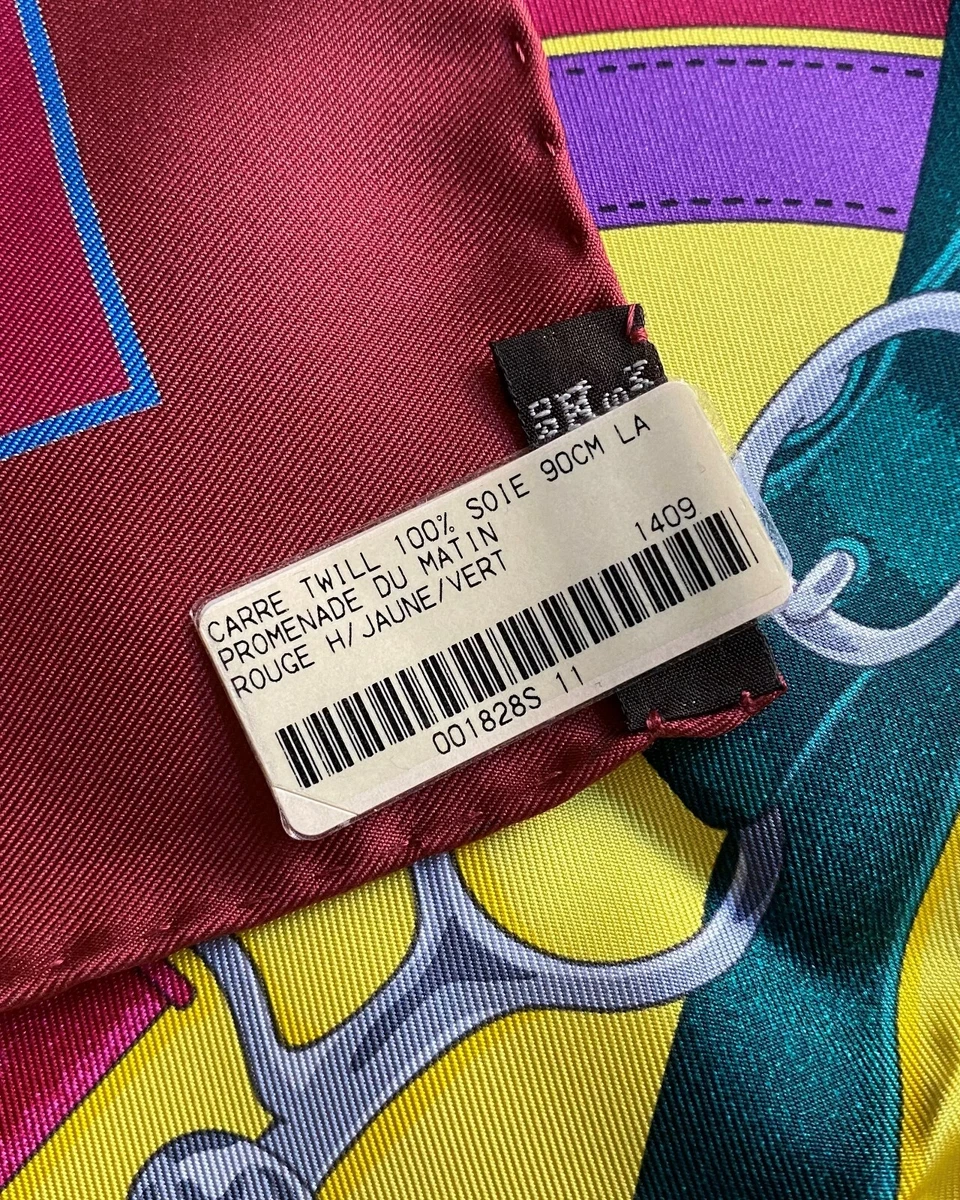 CARRE TWILL 100% SOIE 90CM LA
PROMENADE DU MATIN
1409
ROUGE H/JAUNE/VERT
001828S 11